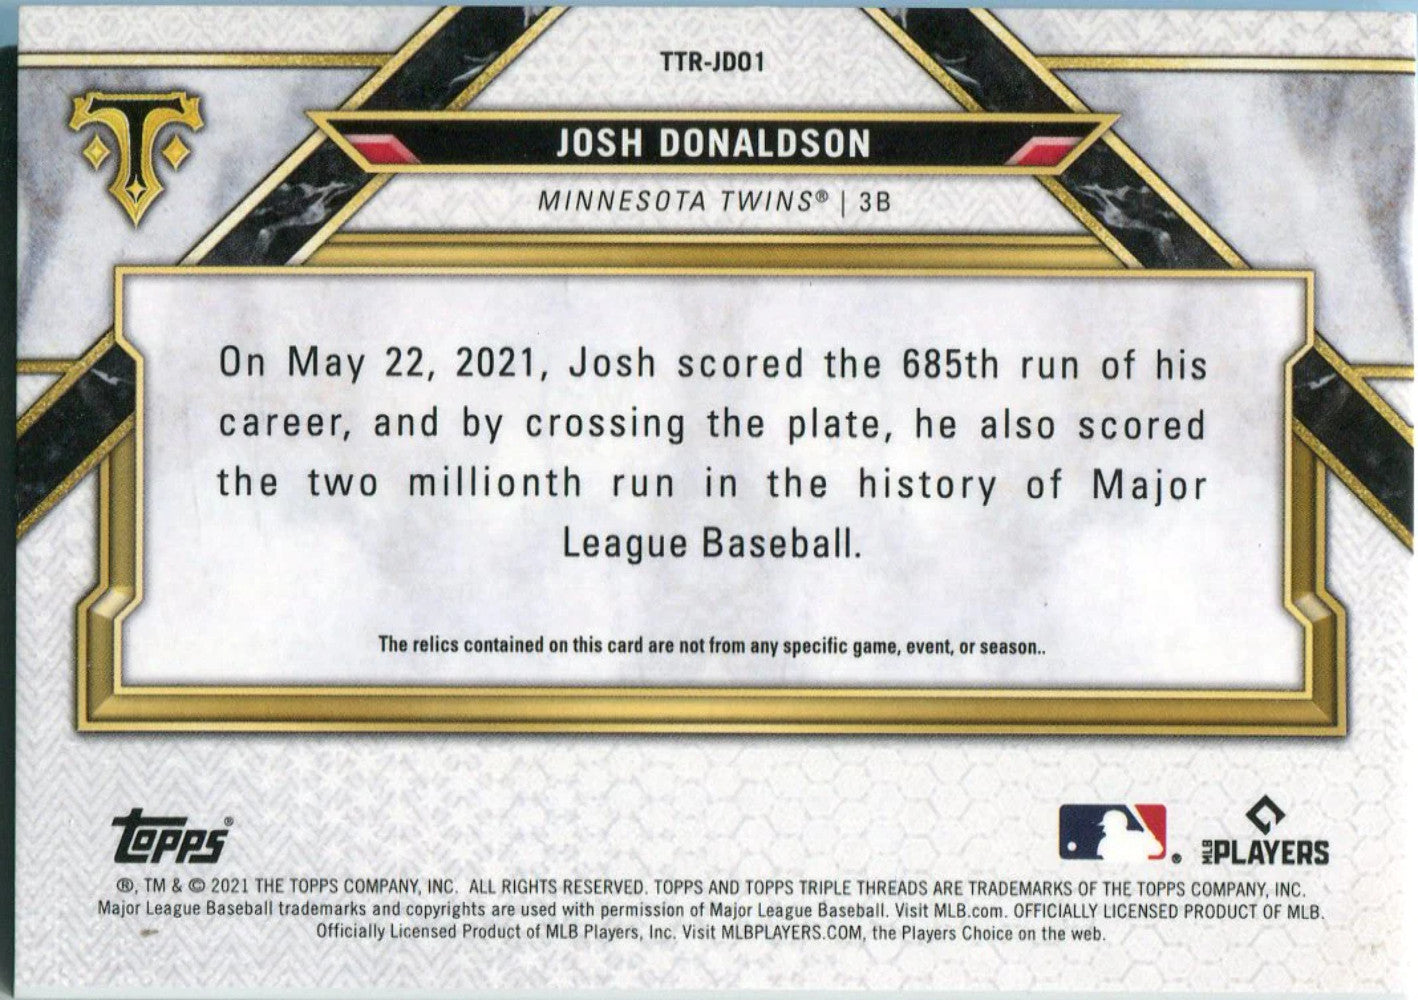 TTR-JD01
JOSH DONALDSON
MINNESOTA TWINS® | 3B
On May 22, 2021, Josh scored the 685th run of his
career, and by crossing the plate, he also scored
the two millionth run in the history of Major
League Baseball.
The relics contained on this card are not from any specific game, event, or season..
TOPPS®
® MLB PLAYERS
®, TM & © 2021 THE TOPPS COMPANY, INC. ALL RIGHTS RESERVED. TOPPS AND TOPPS TRIPLE THREADS ARE TRADEMARKS OF THE TOPPS COMPANY, INC.
Major League Baseball trademarks and copyrights are used with permission of Major League Baseball. Visit MLB.com. OFFICIALLY LICENSED PRODUCT OF MLB.
Officially Licensed Product of MLB Players, Inc. Visit MLBPLAYERS.COM, the Players Choice on the web.